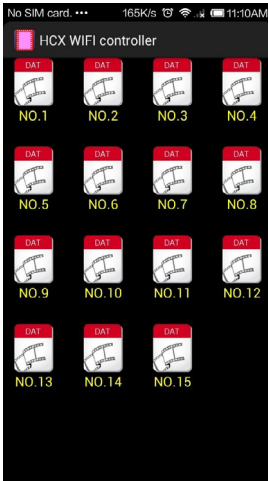 No SIM card. ••• 165K/s 11:10AM
HCX WIFI controller
DAT DAT DAT DAT
NO.1 NO.2 NO.3 NO.4
DAT DAT DAT DAT
NO.5 NO.6 NO.7 NO.8
DAT DAT DAT DAT
NO.9 NO.10 NO.11 NO.12
DAT DAT DAT
NO.13 NO.14 NO.15